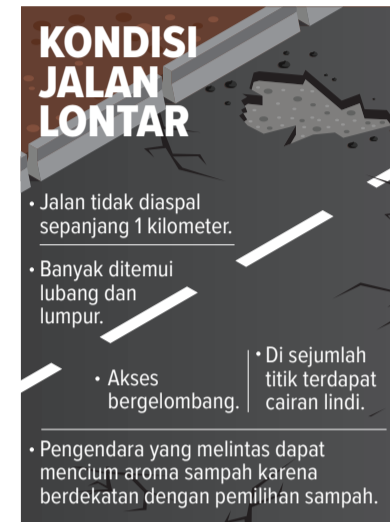 KONDISI
JALAN
LONTAR
• Jalan tidak diaspal
sepanjang 1 kilometer.
• Banyak ditemui
lubang dan
lumpur.
• Akses
bergelombang.
• Di sejumlah
titik terdapat
cairan lindi.
• Pengendara yang melintas dapat
mencium aroma sampah karena
berdekatan dengan pemilihan sampah.